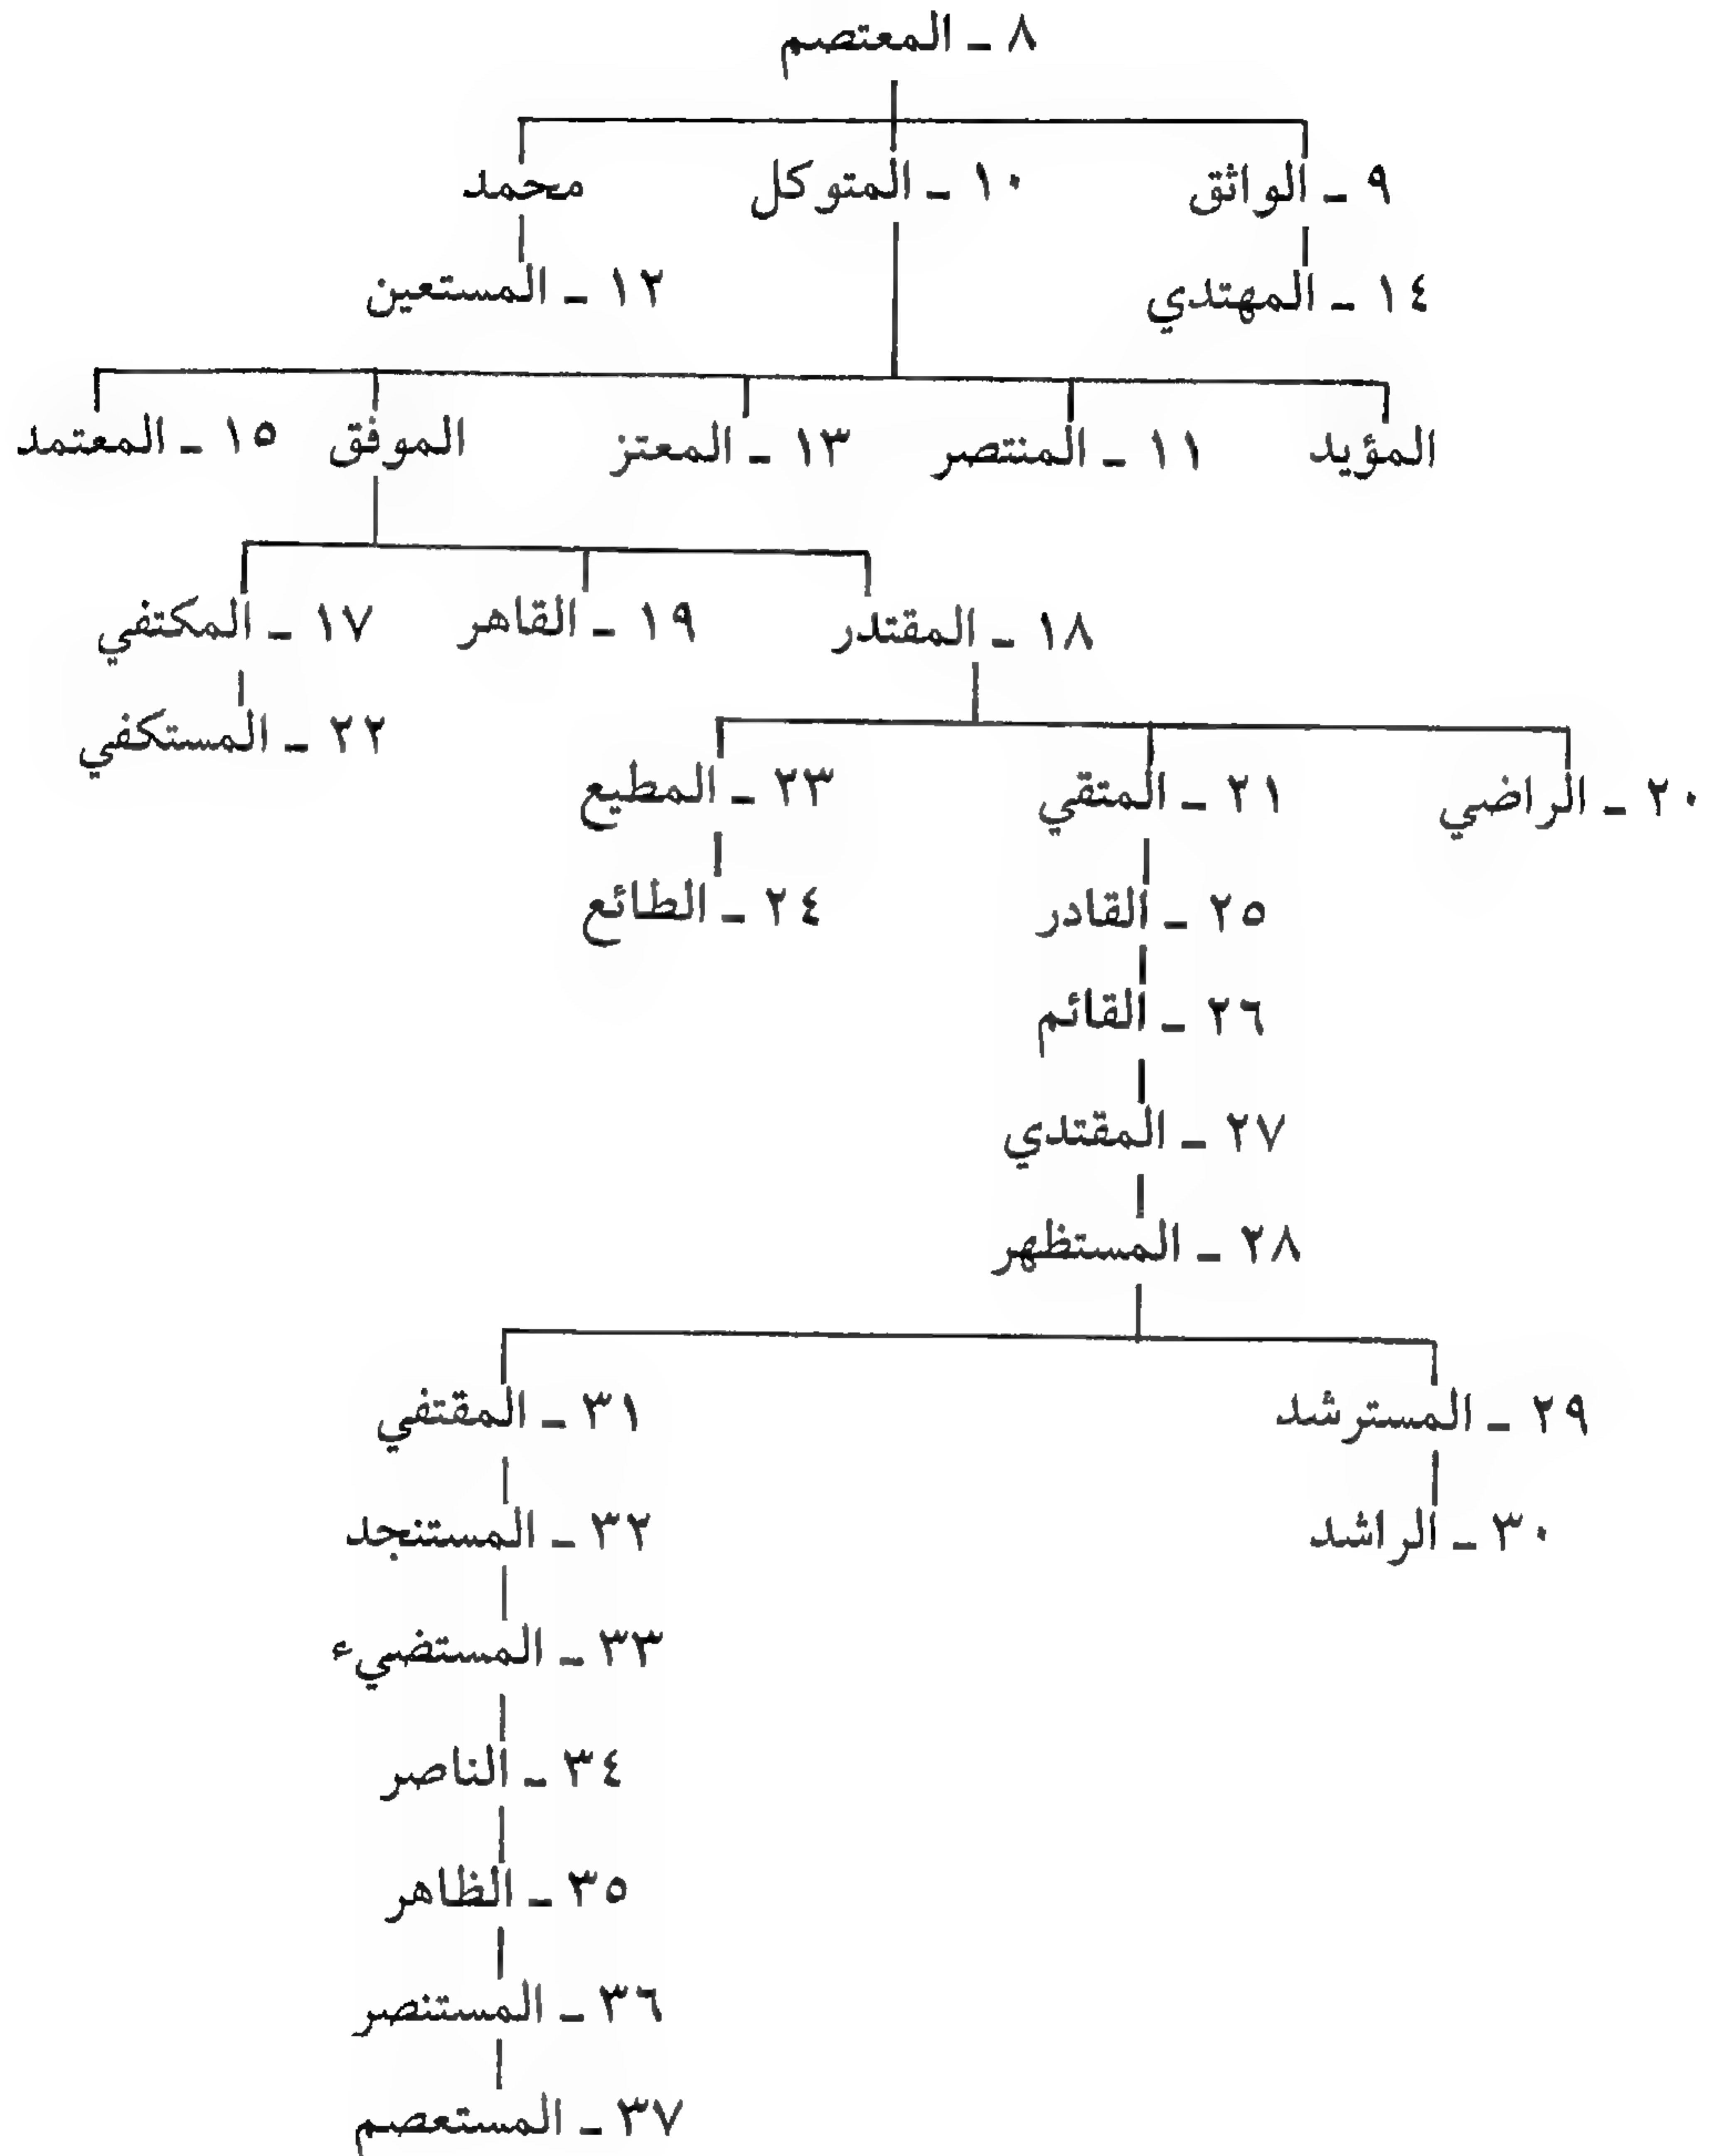 ٨ ـ المعتصم
٩ ـ الواثق ١٠ ـ المتوكل محمد
١٤ ـ المهتدي ١٢ ـ المستعين
المؤيد ١١ ـ المنتصر ١٣ ـ المعتز الموفق ١٥ ـ المعتمد
١٨ ـ المقتدر ١٩ ـ القاهر ١٧ ـ المكتفي
٢٢ ـ المستكفي
٢٠ ـ الراضي ٢١ ـ المتقي ٢٣ ـ المطيع
٢٥ ـ القادر ٢٤ ـ الطائع
٢٦ ـ القائم
٢٧ ـ المقتدي
٢٨ ـ المستظهر
٢٩ ـ المسترشد ٣١ ـ المقتفي
٣٠ ـ الراشد ٣٢ ـ المستنجد
٣٣ ـ المستضيء
٣٤ ـ الناصر
٣٥ ـ الظاهر
٣٦ ـ المستنصر
٣٧ ـ المستعصم